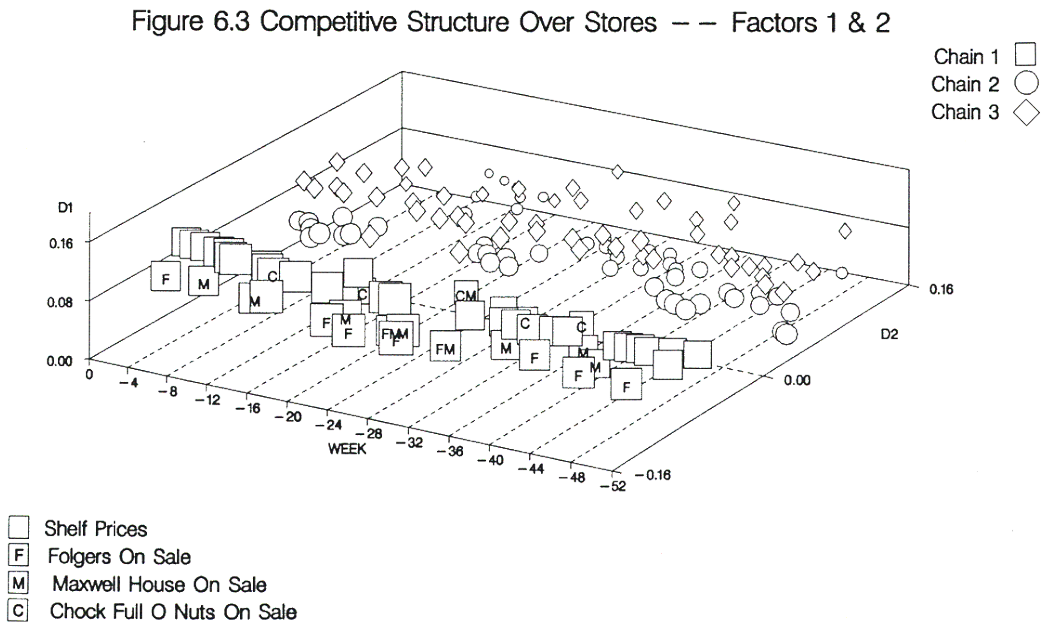 Figure 6.3 Competitive Structure Over Stores – – Factors 1 & 2
Chain 1
Chain 2
Chain 3
D1
0.16
0.08
0.00
0
–4
–8
–12
–16
–20
–24
–28
–32
–36
–40
–44
–48
–52
WEEK
0.16
D2
0.00
–0.16
F
M
M
C
F
M
F
C
FMM
F
FM
CM
M
C
F
C
M
M
F
F
Shelf Prices
F Folgers On Sale
M Maxwell House On Sale
C Chock Full O Nuts On Sale